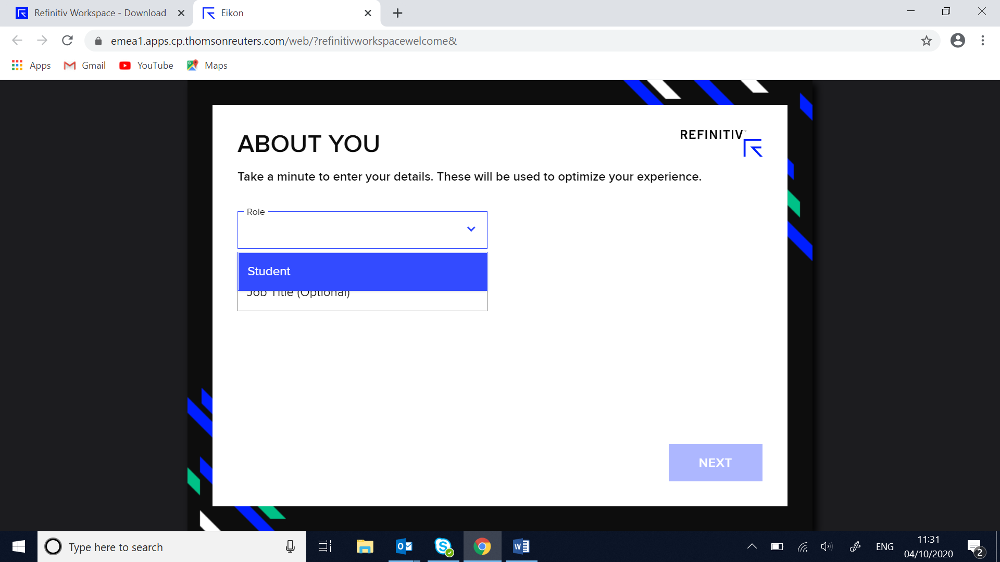 Refinitiv Workspace - Download
Eikon
emea1.apps.cp.thomsonreuters.com/web/?refinitivworkspacewelcome&
Apps
Gmail
YouTube
Maps
REFINITIV™
ABOUT YOU
Take a minute to enter your details. These will be used to optimize your experience.
Role
Student
Job Title (Optional)
NEXT
Type here to search
ENG
11:31
04/10/2020
2